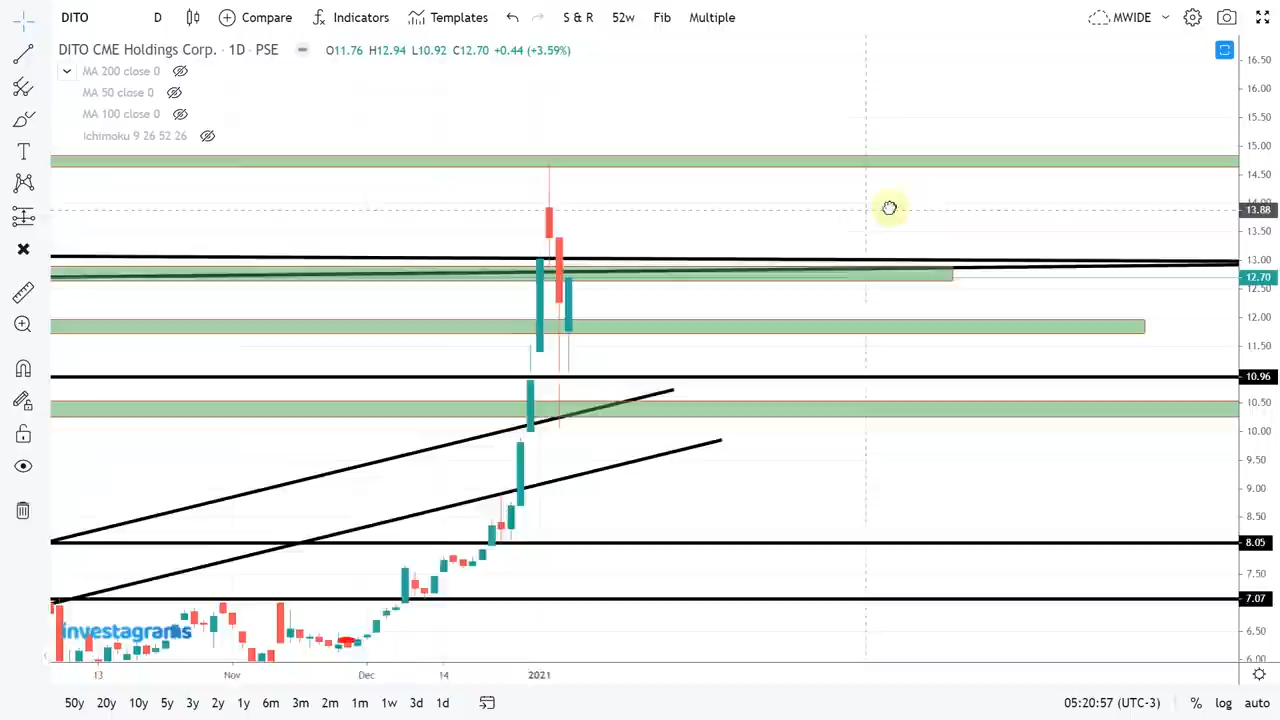 DITO D Compare Indicators Templates S & R 52w Fib Multiple MWIDE
DITO CME Holdings Corp. · 1D · PSE O11.76 H12.94 L10.92 C12.70 +0.44 (+3.59%)
MA 200 close 0
MA 50 close 0
MA 100 close 0
Ichimoku 9 26 52 26
16.50
16.00
15.50
15.00
14.50
14.00
13.88
13.50
13.00
12.70
12.50
12.00
11.50
10.96
10.50
10.00
9.50
9.00
8.50
8.05
7.50
7.07
6.50
6.00
investagrams
13 Nov Dec 14 2021
50y 20y 10y 5y 3y 2y 1y 6m 3m 2m 1m 1w 3d 1d 05:20:57 (UTC-3) % log auto